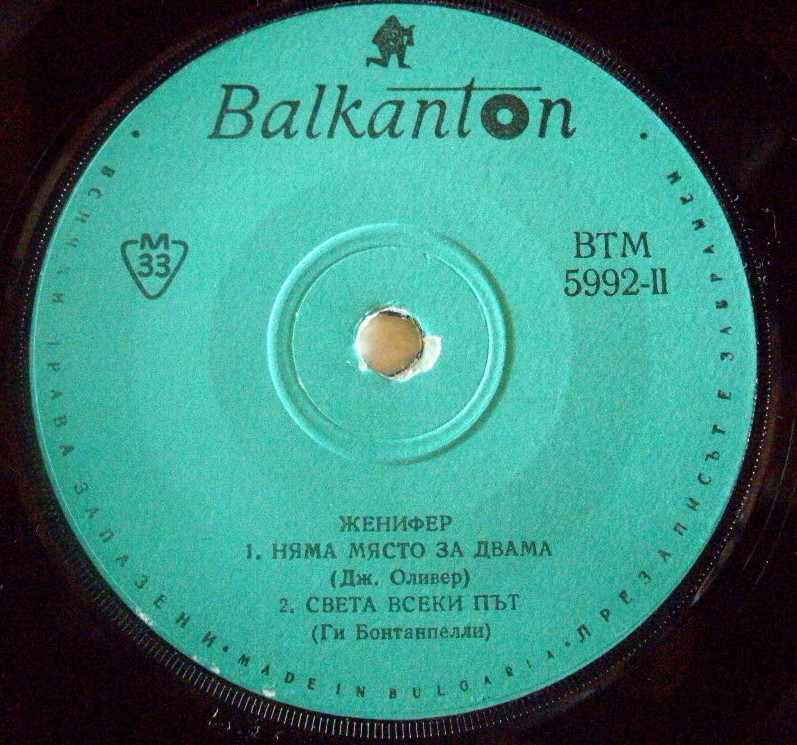 Balkanton
М
33
ВТМ
5992-II
ЖЕНИФЕР
1. НЯМА МЯСТО ЗА ДВАМА
(Дж. Оливер)
2. СВЕТА ВСЕКИ ПЪТ
(Ги Бонтанпелли)
ВСИЧКИ ПРАВА ЗАПАЗЕНИ • MADE IN BULGARIA • ПРЕЗАПИСЪТ Е ЗАБРАНЕН